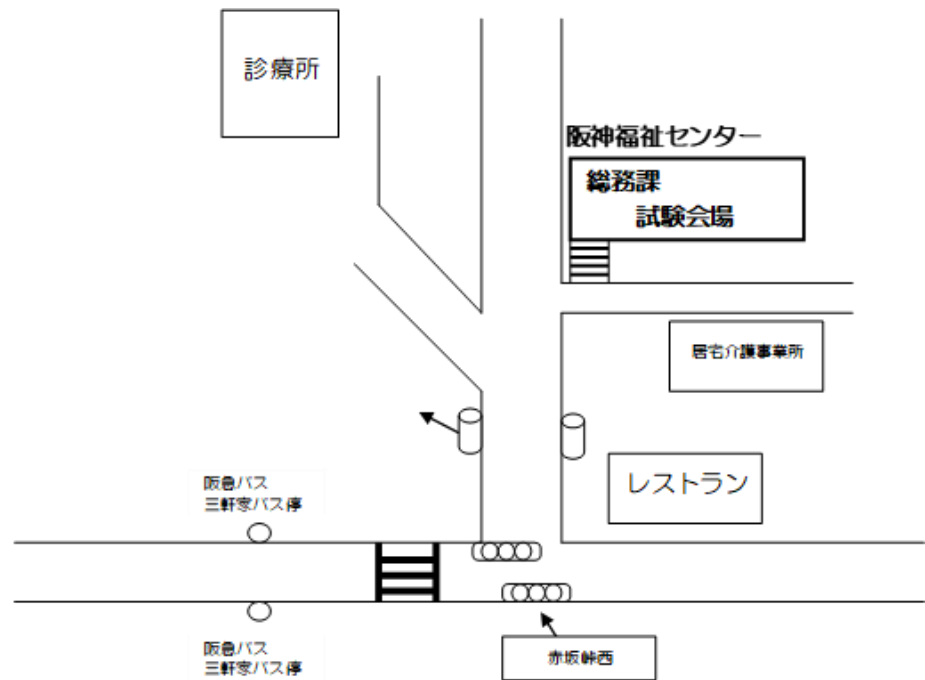 診療所
阪神福祉センター
総務課
試験会場
居宅介護事業所
レストラン
阪急バス
三軒家バス停
阪急バス
三軒家バス停
赤坂峠西